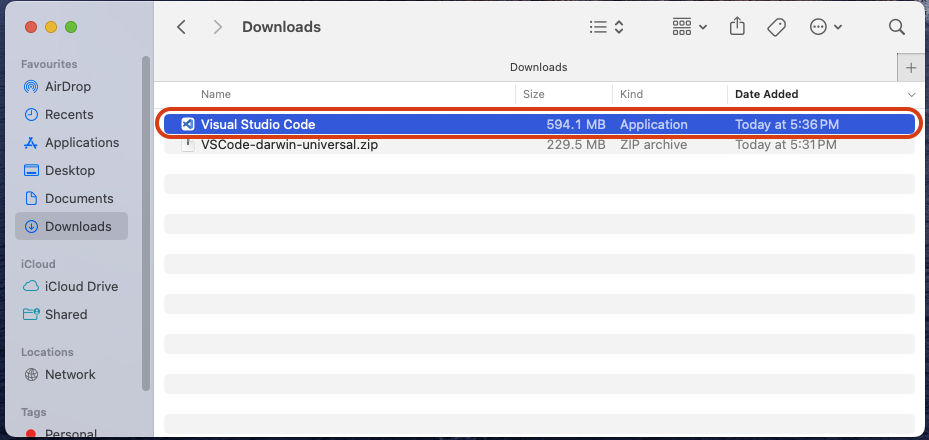 Downloads
Favourites
AirDrop
Recents
Applications
Desktop
Documents
Downloads
iCloud
iCloud Drive
Shared
Locations
Network
Tags
Personal
Downloads
Name Size Kind Date Added
Visual Studio Code 594.1 MB Application Today at 5:36 PM
VSCode-darwin-universal.zip 229.5 MB ZIP archive Today at 5:31 PM